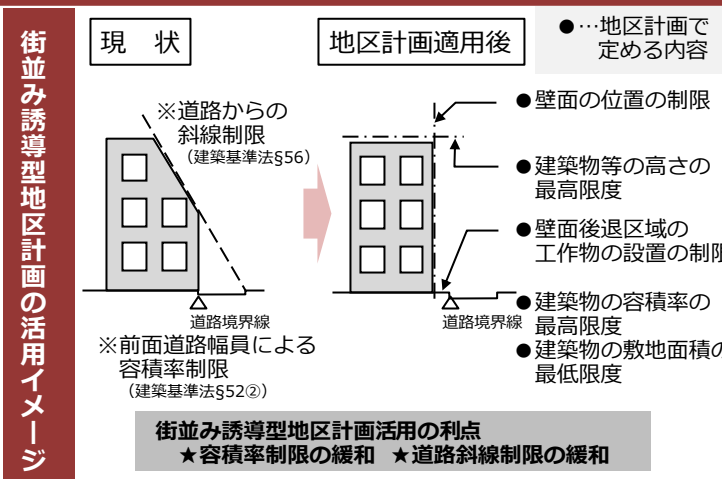 街並み誘導型地区計画の活用イメージ
現 状
※道路からの
斜線制限
(建築基準法§56)
道路境界線
※前面道路幅員による
容積率制限
(建築基準法§52②)
地区計画適用後
●…地区計画で
定める内容
●壁面の位置の制限
●建築物等の高さの
最高限度
●壁面後退区域の
工作物の設置の制限
道路境界線
●建築物の容積率の
最高限度
●建築物の敷地面積の
最低限度
街並み誘導型地区計画活用の利点
★容積率制限の緩和 ★道路斜線制限の緩和